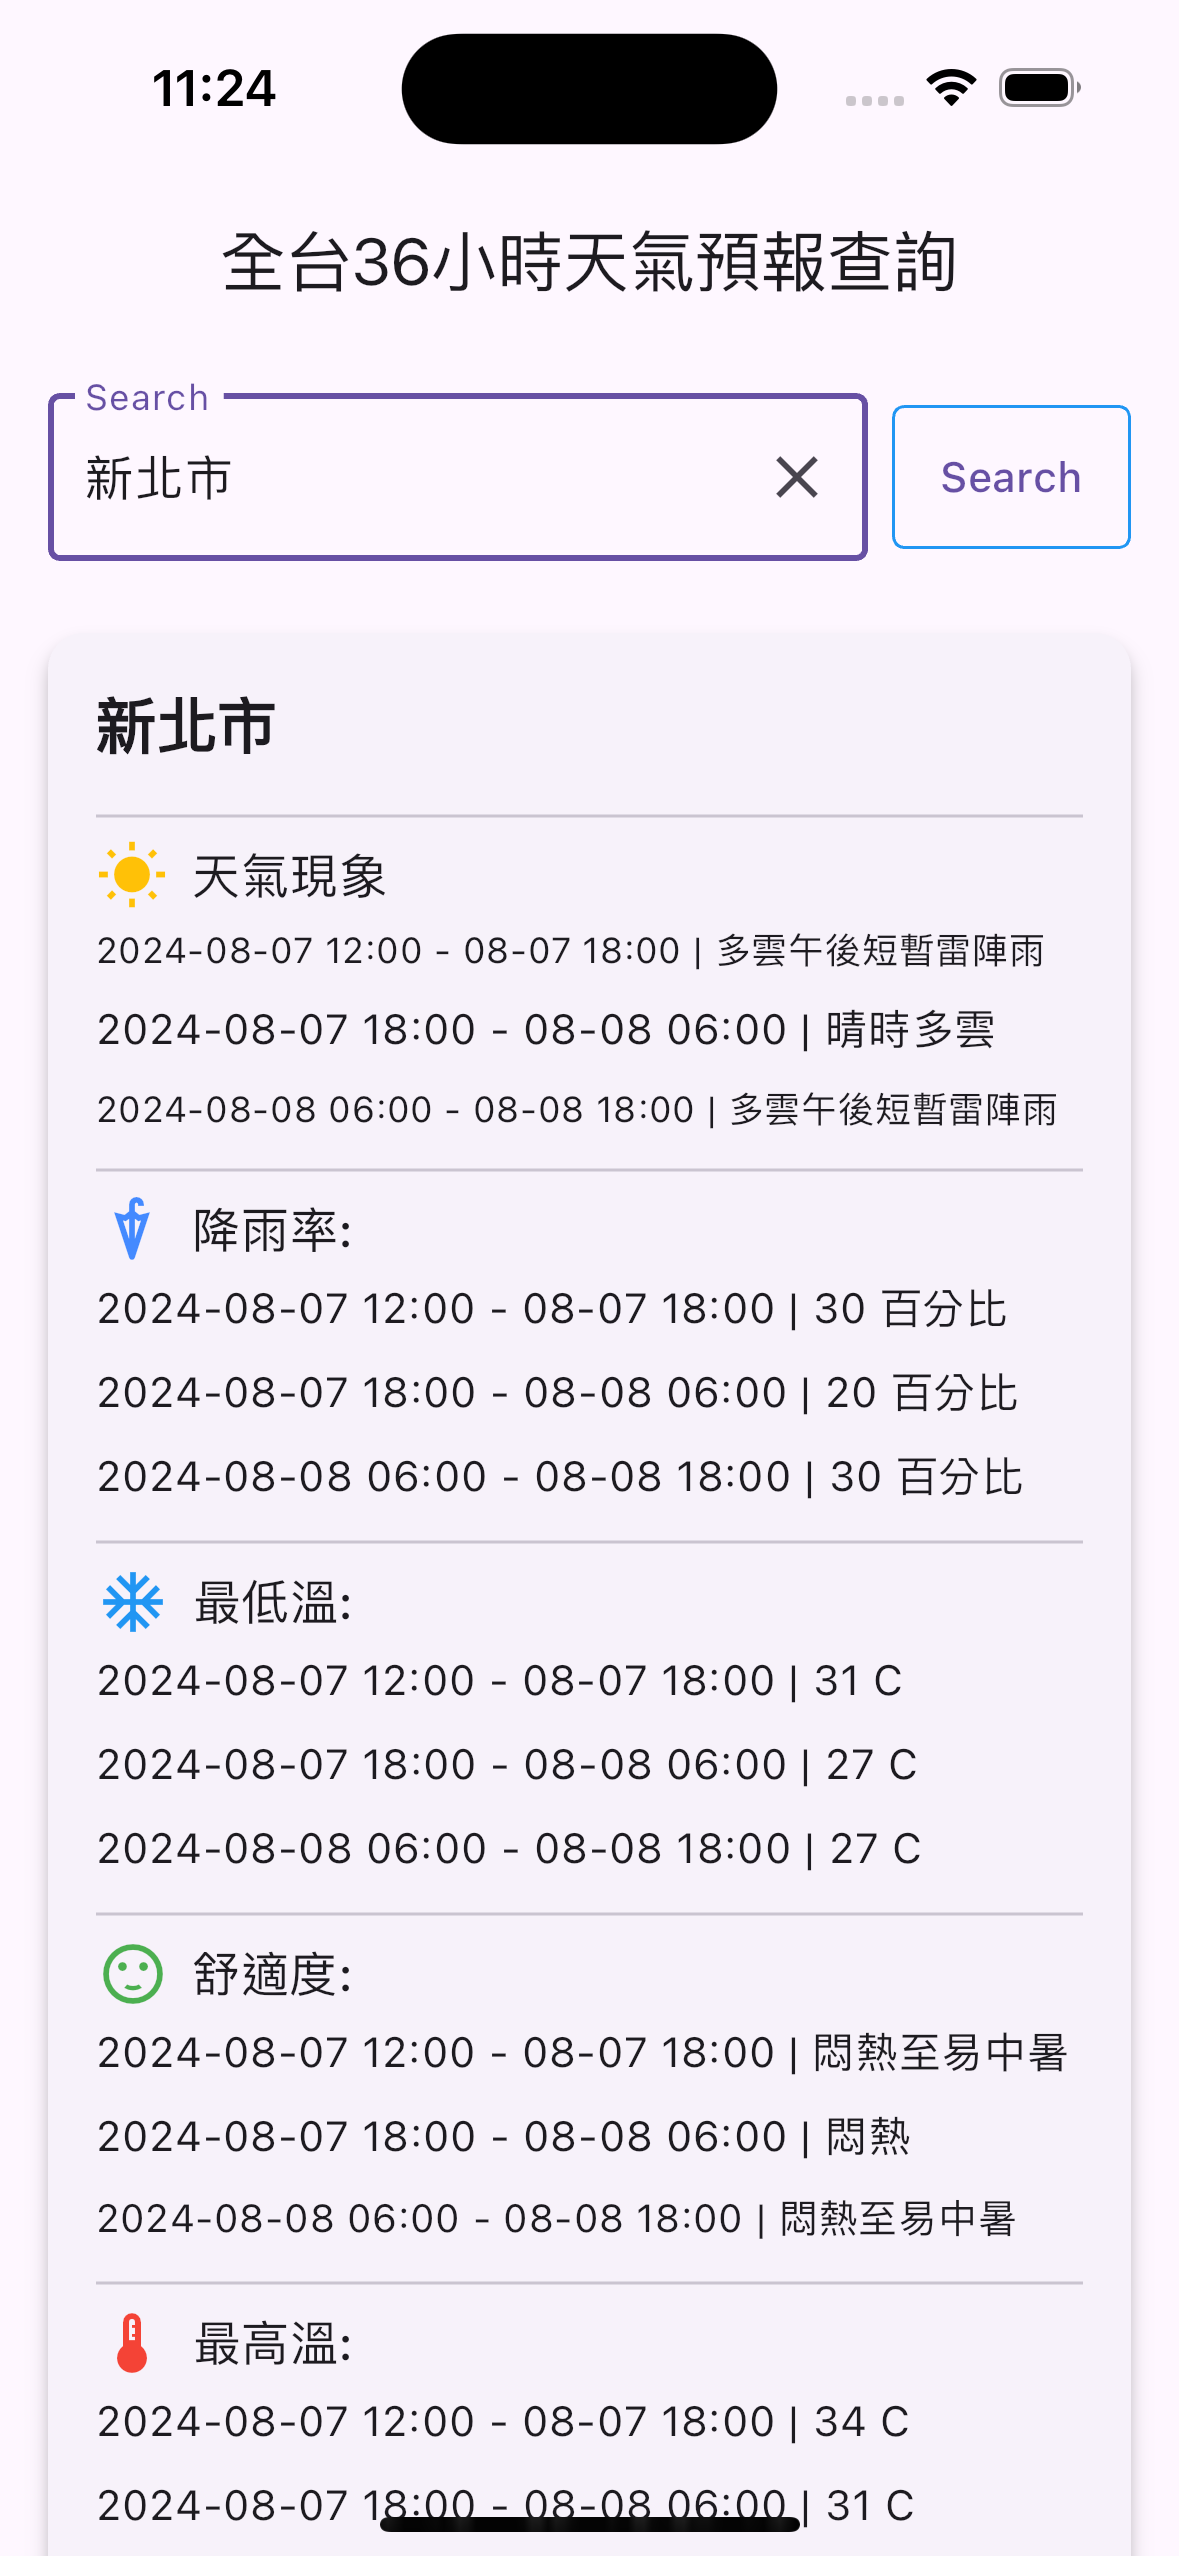 11:24
全台36小時天氣預報查詢
Search
新北市
Search
新北市
天氣現象
2024-08-07 12:00 - 08-07 18:00 | 多雲午後短暫雷陣雨
2024-08-07 18:00 - 08-08 06:00 | 晴時多雲
2024-08-08 06:00 - 08-08 18:00 | 多雲午後短暫雷陣雨
降雨率:
2024-08-07 12:00 - 08-07 18:00 | 30 百分比
2024-08-07 18:00 - 08-08 06:00 | 20 百分比
2024-08-08 06:00 - 08-08 18:00 | 30 百分比
最低溫:
2024-08-07 12:00 - 08-07 18:00 | 31 C
2024-08-07 18:00 - 08-08 06:00 | 27 C
2024-08-08 06:00 - 08-08 18:00 | 27 C
舒適度:
2024-08-07 12:00 - 08-07 18:00 | 悶熱至易中暑
2024-08-07 18:00 - 08-08 06:00 | 悶熱
2024-08-08 06:00 - 08-08 18:00 | 悶熱至易中暑
最高溫:
2024-08-07 12:00 - 08-07 18:00 | 34 C
2024-08-07 18:00 - 08-08 06:00 | 31 C